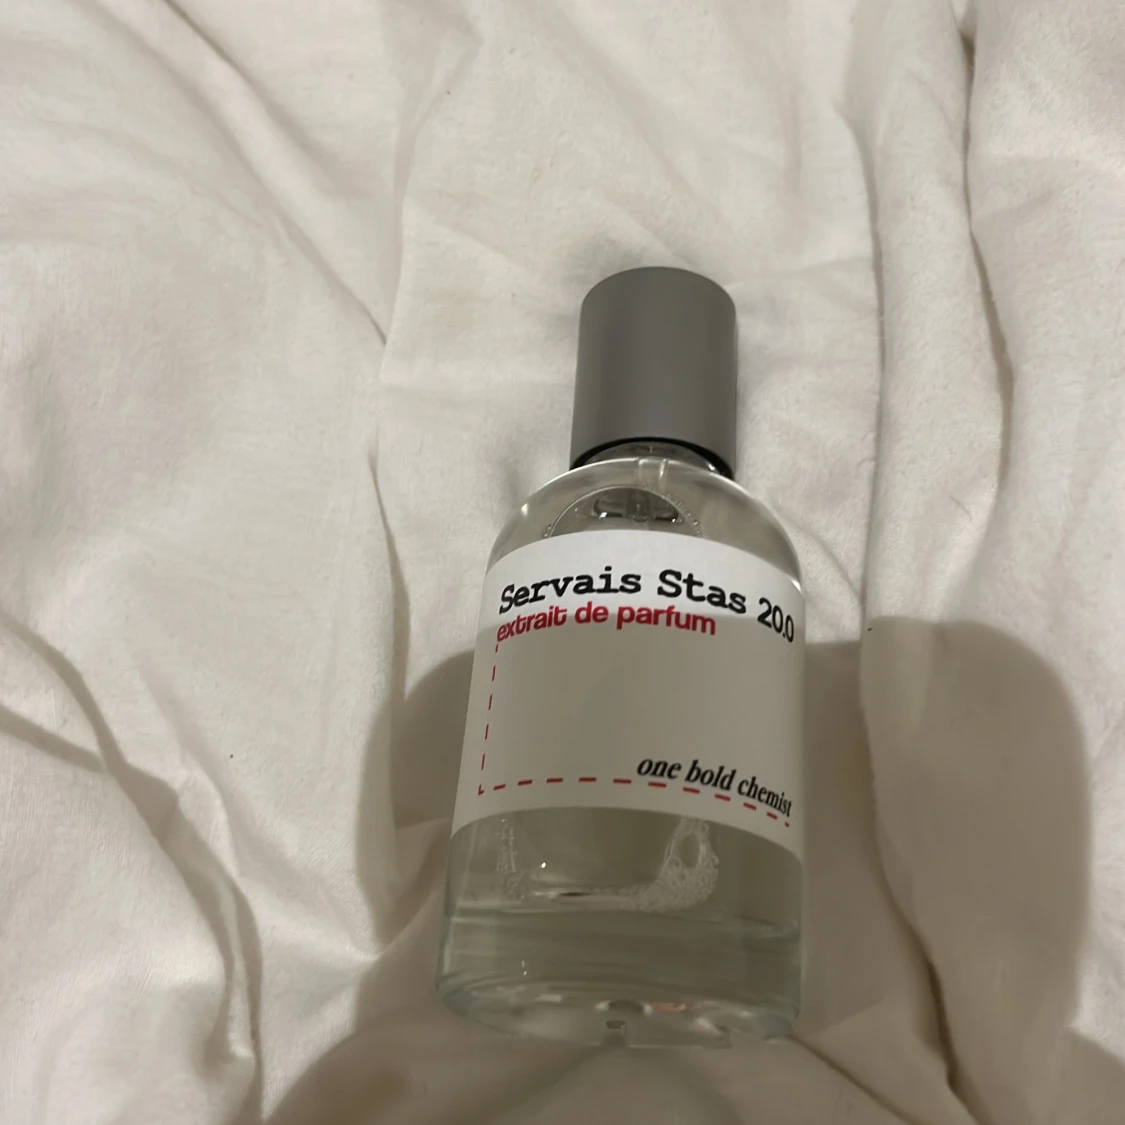 Servais Stas 20.0
extrait de parfum
one bold chemist